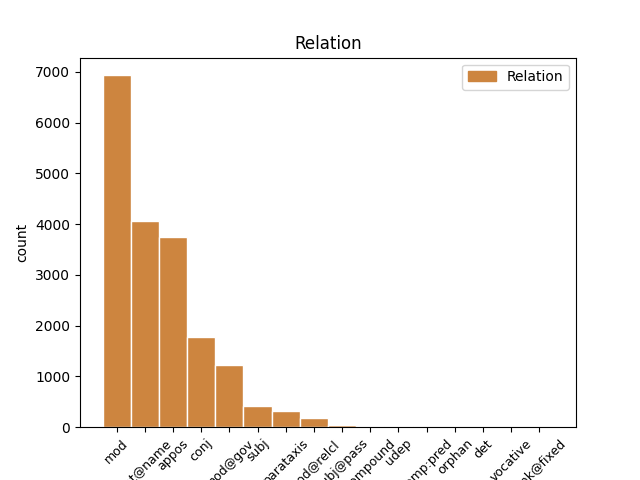 Relation
Relation
count
7000
6000
5000
4000
3000
2000
1000
0
mod
appos
conj
subj
parataxis
udep
orphan
det
vocative